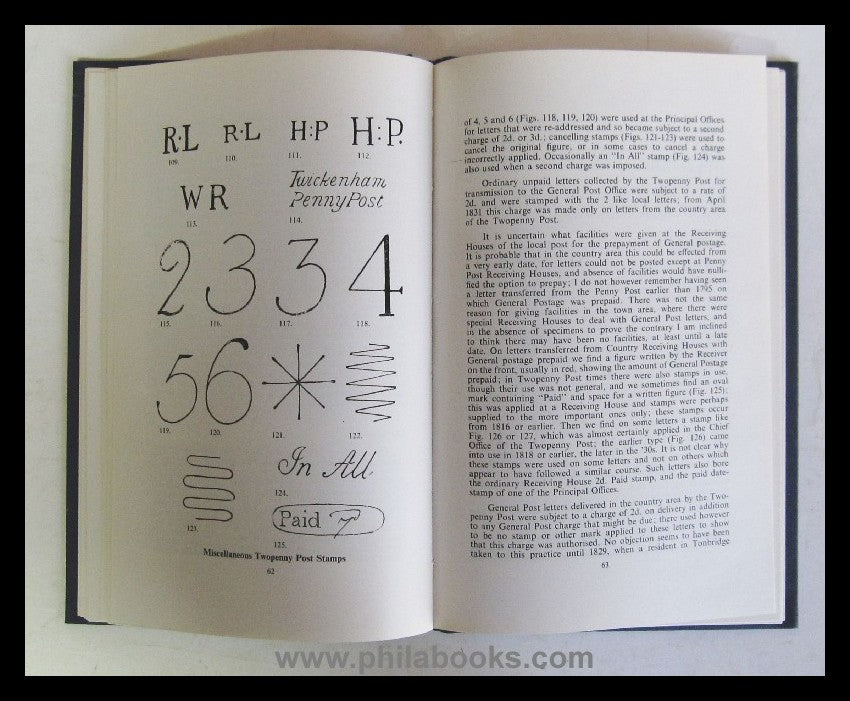 R·L R·L H:P H:P.
109. 110. 111. 112.
WR Twickenham
Penny Post
113. 114.
2 3 3 4
115. 116. 117. 118.
5 6
119. 120. 121. 122.
In All
124.
123.
Paid 7
125.
Miscellaneous Twopenny Post Stamps
62
of 4, 5 and 6 (Figs. 118, 119, 120) were used at the Principal Offices
for letters that were re-addressed and so became subject to a second
charge of 2d. or 3d.; cancelling stamps (Figs. 121-123) were used to
cancel the original figure, or in some cases to cancel a charge
incorrectly applied. Occasionally an "In All" stamp (Fig. 124) was
also used when a second charge was imposed.
Ordinary unpaid letters collected by the Twopenny Post for
transmission to the General Post Office were subject to a rate of
2d. and were stamped with the 2 like local letters; from April
1831 this charge was made only on letters from the country area
of the Twopenny Post.
It is uncertain what facilities were given at the Receiving
Houses of the local post for the prepayment of General postage.
It is probable that in the country area this could be effected from
a very early date, for letters could not be posted except at Penny
Post Receiving Houses, and absence of facilities would have nulli-
fied the option to prepay; I do not however remember having seen
a letter transferred from the Penny Post earlier than 1795 on
which General Postage was prepaid. There was not the same
reason for giving facilities in the town area, where there were
special Receiving Houses to deal with General Post letters, and
in the absence of specimens to prove the contrary I am inclined
to think there may have been no facilities, at least until a late
date. On letters transferred from Country Receiving Houses with
General postage prepaid we find a figure written by the Receiver
on the front, usually in red, showing the amount of General Postage
prepaid; in Twopenny Post times there were also stamps in use,
though their use was not general, and we sometimes find an oval
mark containing "Paid" and space for a written figure (Fig. 125);
this was applied at a Receiving House and stamps were perhaps
supplied to the more important ones only; these stamps occur
from 1816 or earlier. Then we find on some letters a stamp like
Fig. 126 or 127, which was almost certainly applied in the Chief
Office of the Twopenny Post; the earlier type (Fig. 126) came
into use in 1818 or earlier, the later in the '30s. It is not clear why
these stamps were used on some letters and not on others which
appear to have followed a similar course. Such letters also bore
the ordinary Receiving House 2d. Paid stamp, and the paid date-
stamp of one of the Principal Offices.
General Post letters delivered in the country area by the Two-
penny Post were subject to a charge of 2d. on delivery in addition
to any General Post charge that might be due; there used however
to be no stamp or other mark applied to these letters to show
that this charge was authorised. No objection seems to have been
taken to this practice until 1829, when a resident in Tonbridge
63
www.philabooks.com